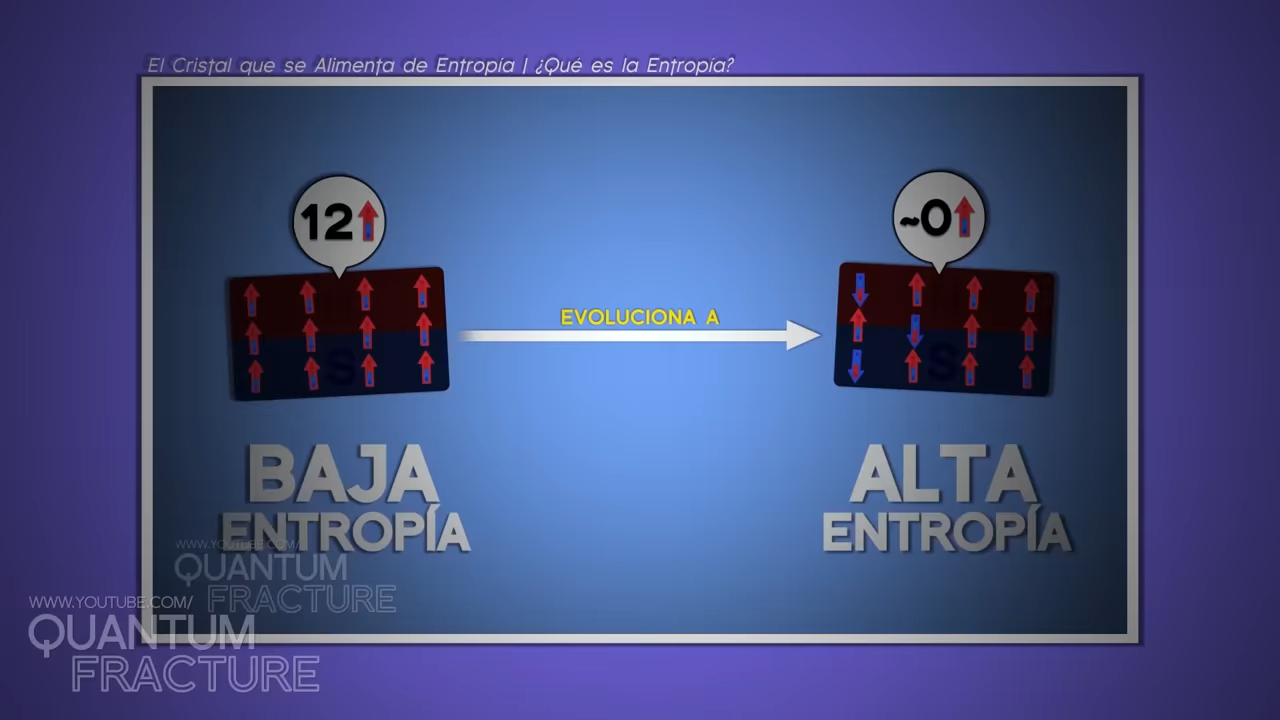 El Cristal que se Alimenta de Entropía | ¿Qué es la Entropía?
12
~0
EVOLUCIONA A
S
S
BAJA
ENTROPÍA
ALTA
ENTROPÍA
WWW.YOUTUBE.COM/
QUANTUM
FRACTURE
WWW.YOUTUBE.COM/
QUANTUM
FRACTURE